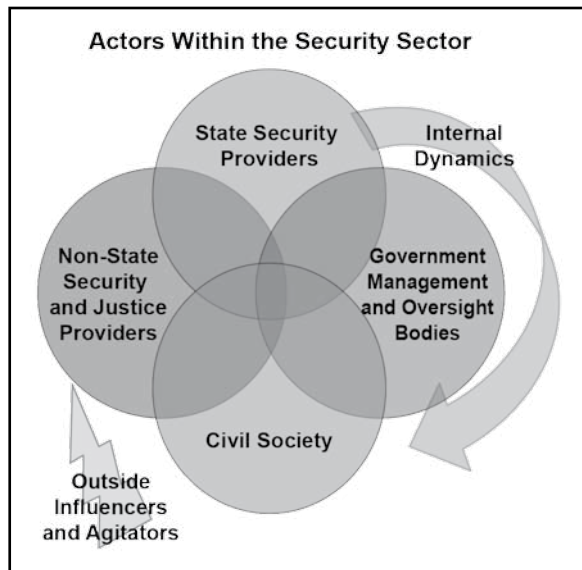 Actors Within the Security Sector
State Security
Providers
Internal
Dynamics
Non-State
Security
and Justice
Providers
Government
Management
and Oversight
Bodies
Civil Society
Outside
Influencers
and Agitators